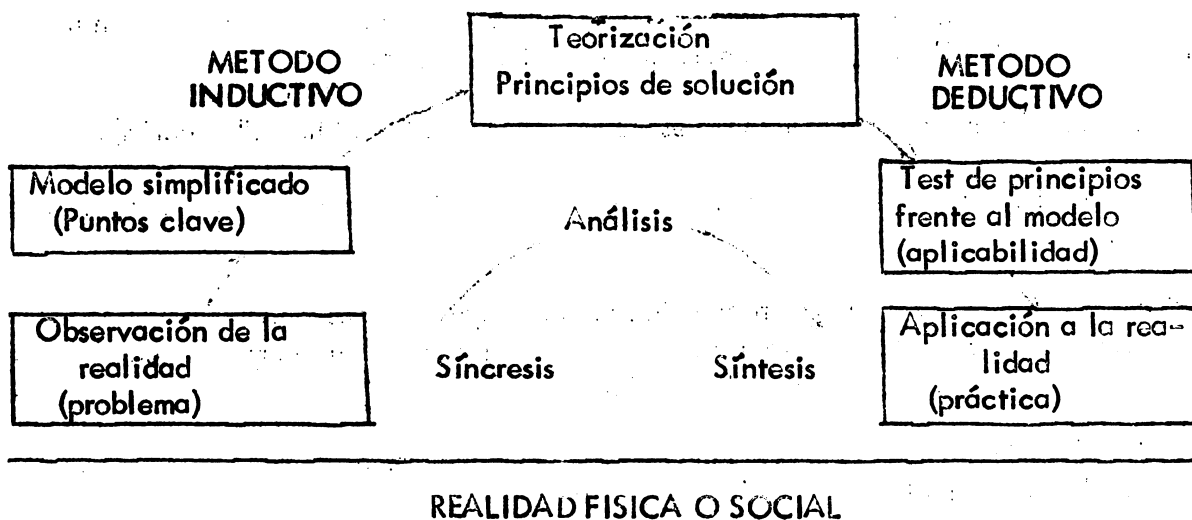 Teorización
Principios de solución
METODO
INDUCTIVO
METODO
DEDUCTIVO
Modelo simplificado
(Puntos clave)
Test de principios
frente al modelo
(aplicabilidad)
Análisis
Observación de la
realidad
(problema)
Síncresis
Síntesis
Aplicación a la rea-
lidad
(práctica)
REALIDAD FISICA O SOCIAL